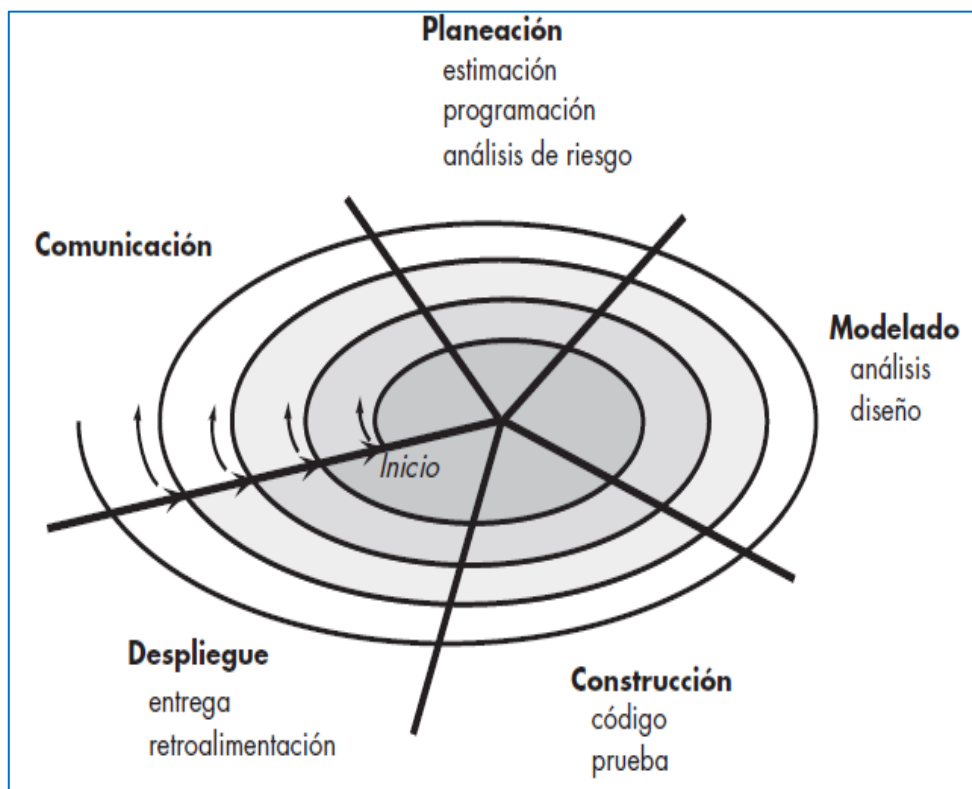 Planeación
estimación
programación
análisis de riesgo
Comunicación
Modelado
análisis
diseño
Inicio
Despliegue
entrega
retroalimentación
Construcción
código
prueba